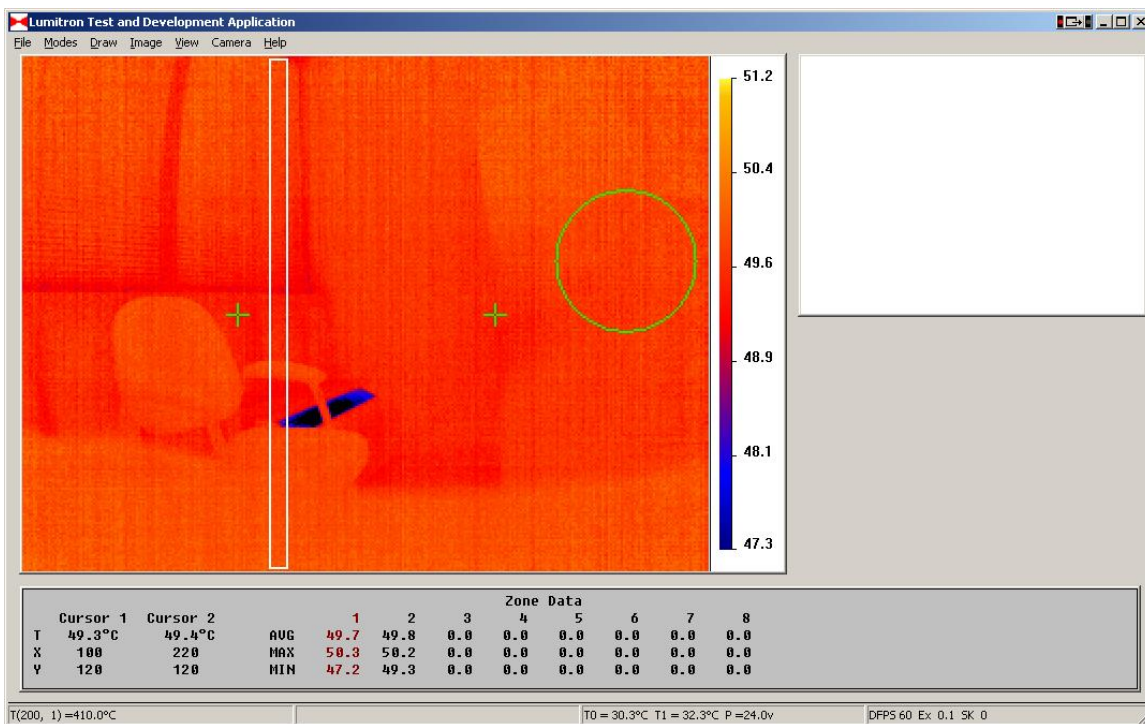 Lumitron Test and Development Application
File Modes Draw Image View Camera Help
51.2
50.4
49.6
48.9
48.1
47.3
Zone Data
Cursor 1 Cursor 2 1 2 3 4 5 6 7 8
T 49.3°C 49.4°C AVG 49.7 49.8 0.0 0.0 0.0 0.0 0.0 0.0
X 100 220 MAX 50.3 50.2 0.0 0.0 0.0 0.0 0.0 0.0
Y 120 120 MIN 47.2 49.3 0.0 0.0 0.0 0.0 0.0 0.0
T(200, 1) =410.0°C T0 = 30.3°C T1 = 32.3°C P =24.0v DFPS 60 Ex 0.1 SK 0